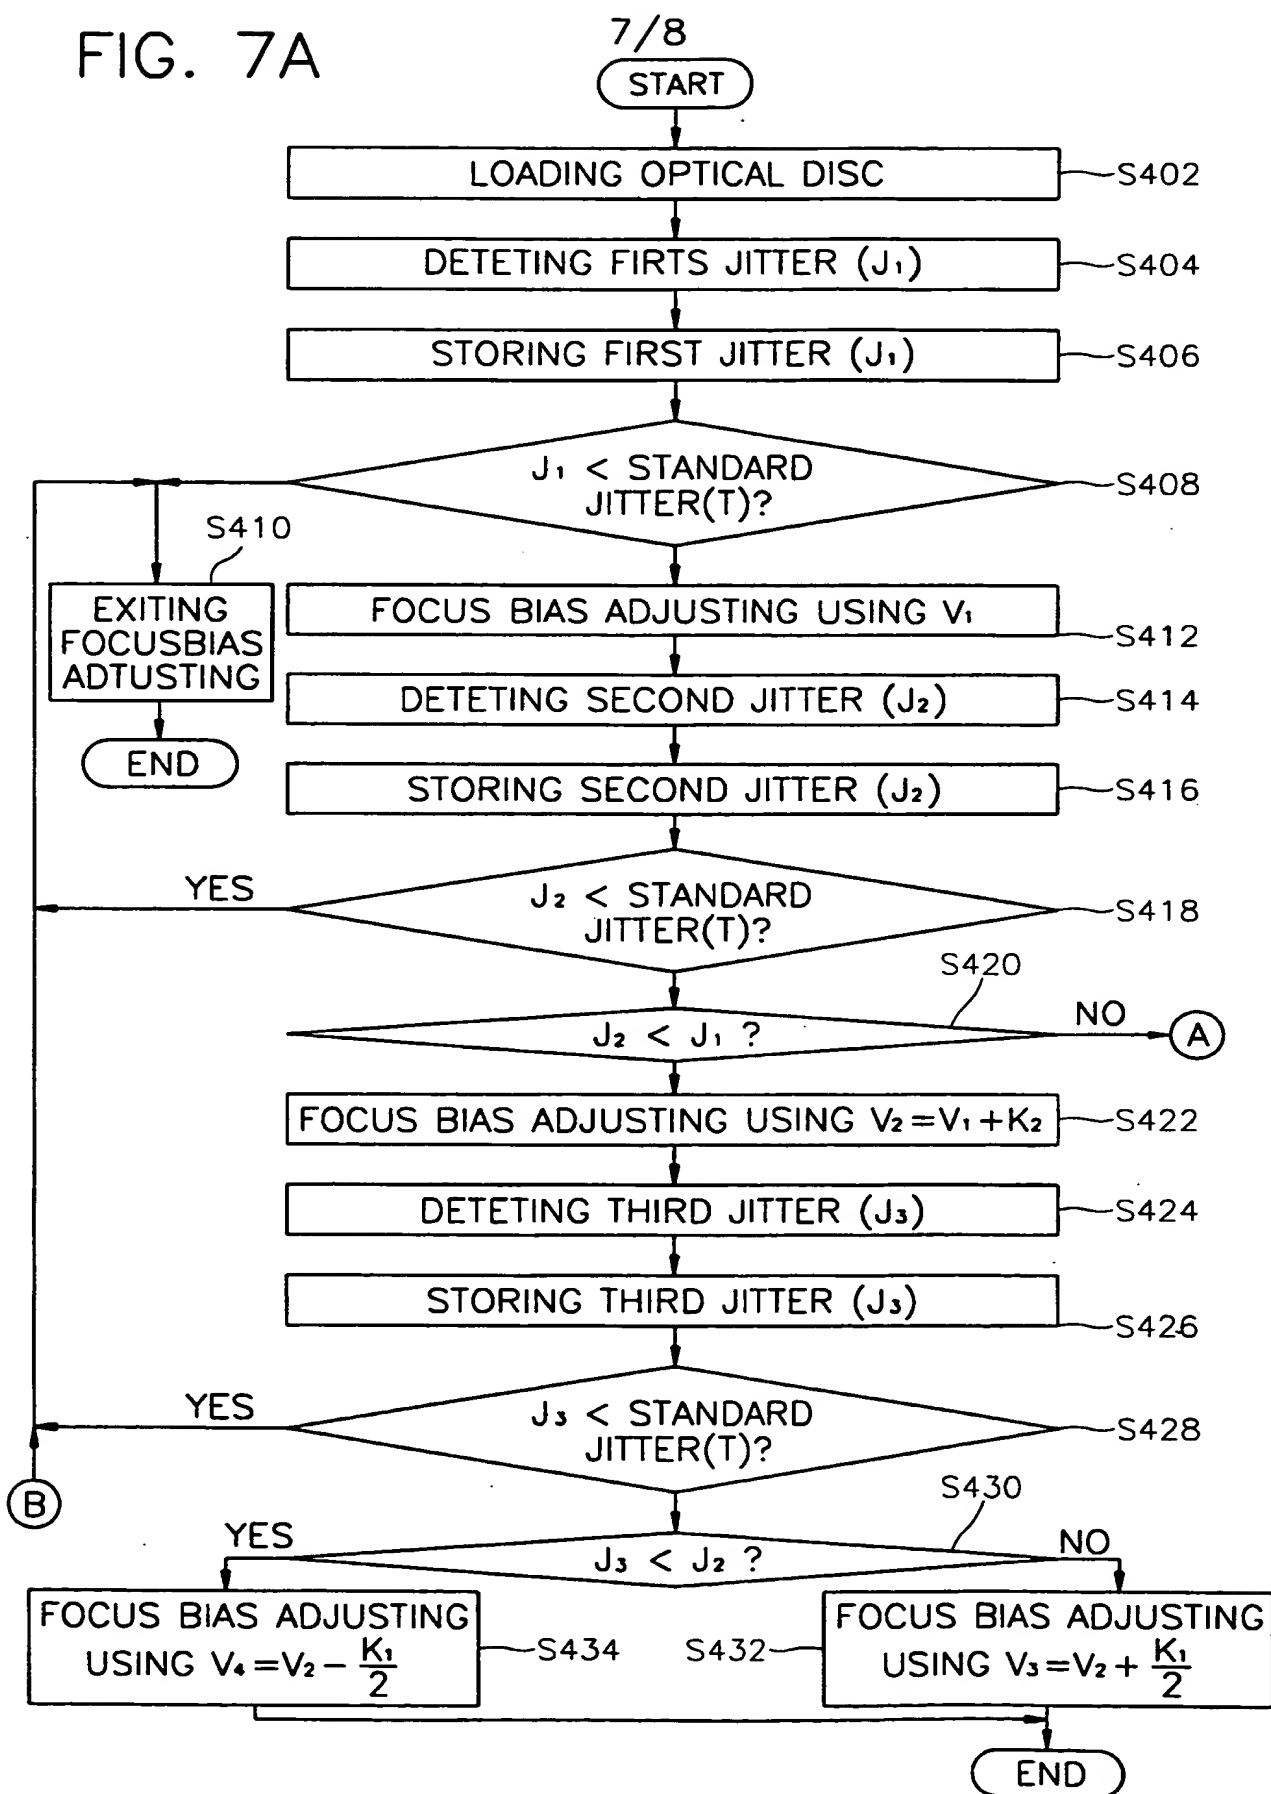 FIG. 7A
7/8
START
LOADING OPTICAL DISC
S402
DETETING FIRTS JITTER (J₁)
S404
STORING FIRST JITTER (J₁)
S406
J₁ < STANDARD
JITTER(T)?
S408
S410
EXITING
FOCUSBIAS
ADTUSTING
END
FOCUS BIAS ADJUSTING USING V₁
S412
DETETING SECOND JITTER (J₂)
S414
STORING SECOND JITTER (J₂)
S416
YES
J₂ < STANDARD
JITTER(T)?
S418
S420
J₂ < J₁ ?
NO
A
FOCUS BIAS ADJUSTING USING V₂=V₁+K₂
S422
DETETING THIRD JITTER (J₃)
S424
STORING THIRD JITTER (J₃)
S426
YES
J₃ < STANDARD
JITTER(T)?
S428
B
S430
YES
J₃ < J₂ ?
NO
FOCUS BIAS ADJUSTING
USING V₄=V₂-K₁/2
S434
S432
FOCUS BIAS ADJUSTING
USING V₃=V₂+K₁/2
END